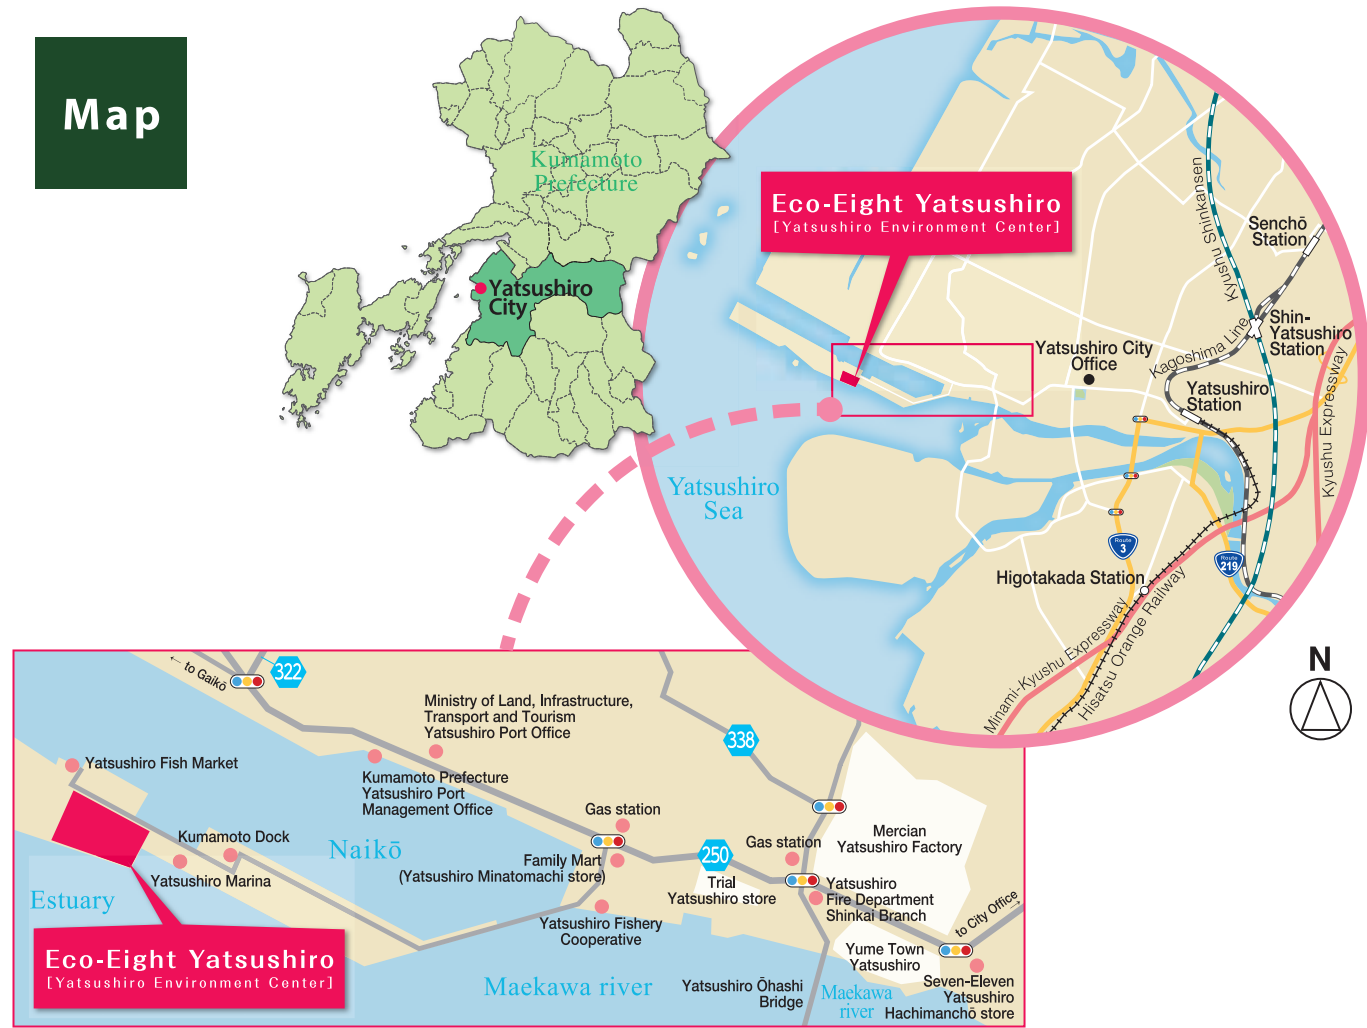 Map
Kumamoto
Prefecture
Yatsushiro
City
Eco-Eight Yatsushiro
[Yatsushiro Environment Center]
Kyushu Shinkansen
Senchō
Station
Shin-
Yatsushiro
Station
Kagoshima Line
Yatsushiro City
Office
Yatsushiro
Station
Kyushu Expressway
Yatsushiro
Sea
Route
3
Route
219
Higotakada Station
Minami-Kyushu Expressway
Hisatsu Orange Railway
N
← to Gaikō
322
Ministry of Land, Infrastructure,
Transport and Tourism
Yatsushiro Port Office
338
Yatsushiro Fish Market
Kumamoto Prefecture
Yatsushiro Port
Management Office
Gas station
Kumamoto Dock
Naikō
Mercian
Yatsushiro Factory
Gas station
250
Family Mart
(Yatsushiro Minatomachi store)
Yatsushiro Marina
Trial
Yatsushiro store
Yatsushiro
Fire Department
Shinkai Branch
Estuary
Yatsushiro Fishery
Cooperative
to City Office →
Eco-Eight Yatsushiro
[Yatsushiro Environment Center]
Yume Town
Yatsushiro
Maekawa river
Yatsushiro Ōhashi
Bridge
Maekawa
river
Seven-Eleven
Yatsushiro
Hachimanchō store